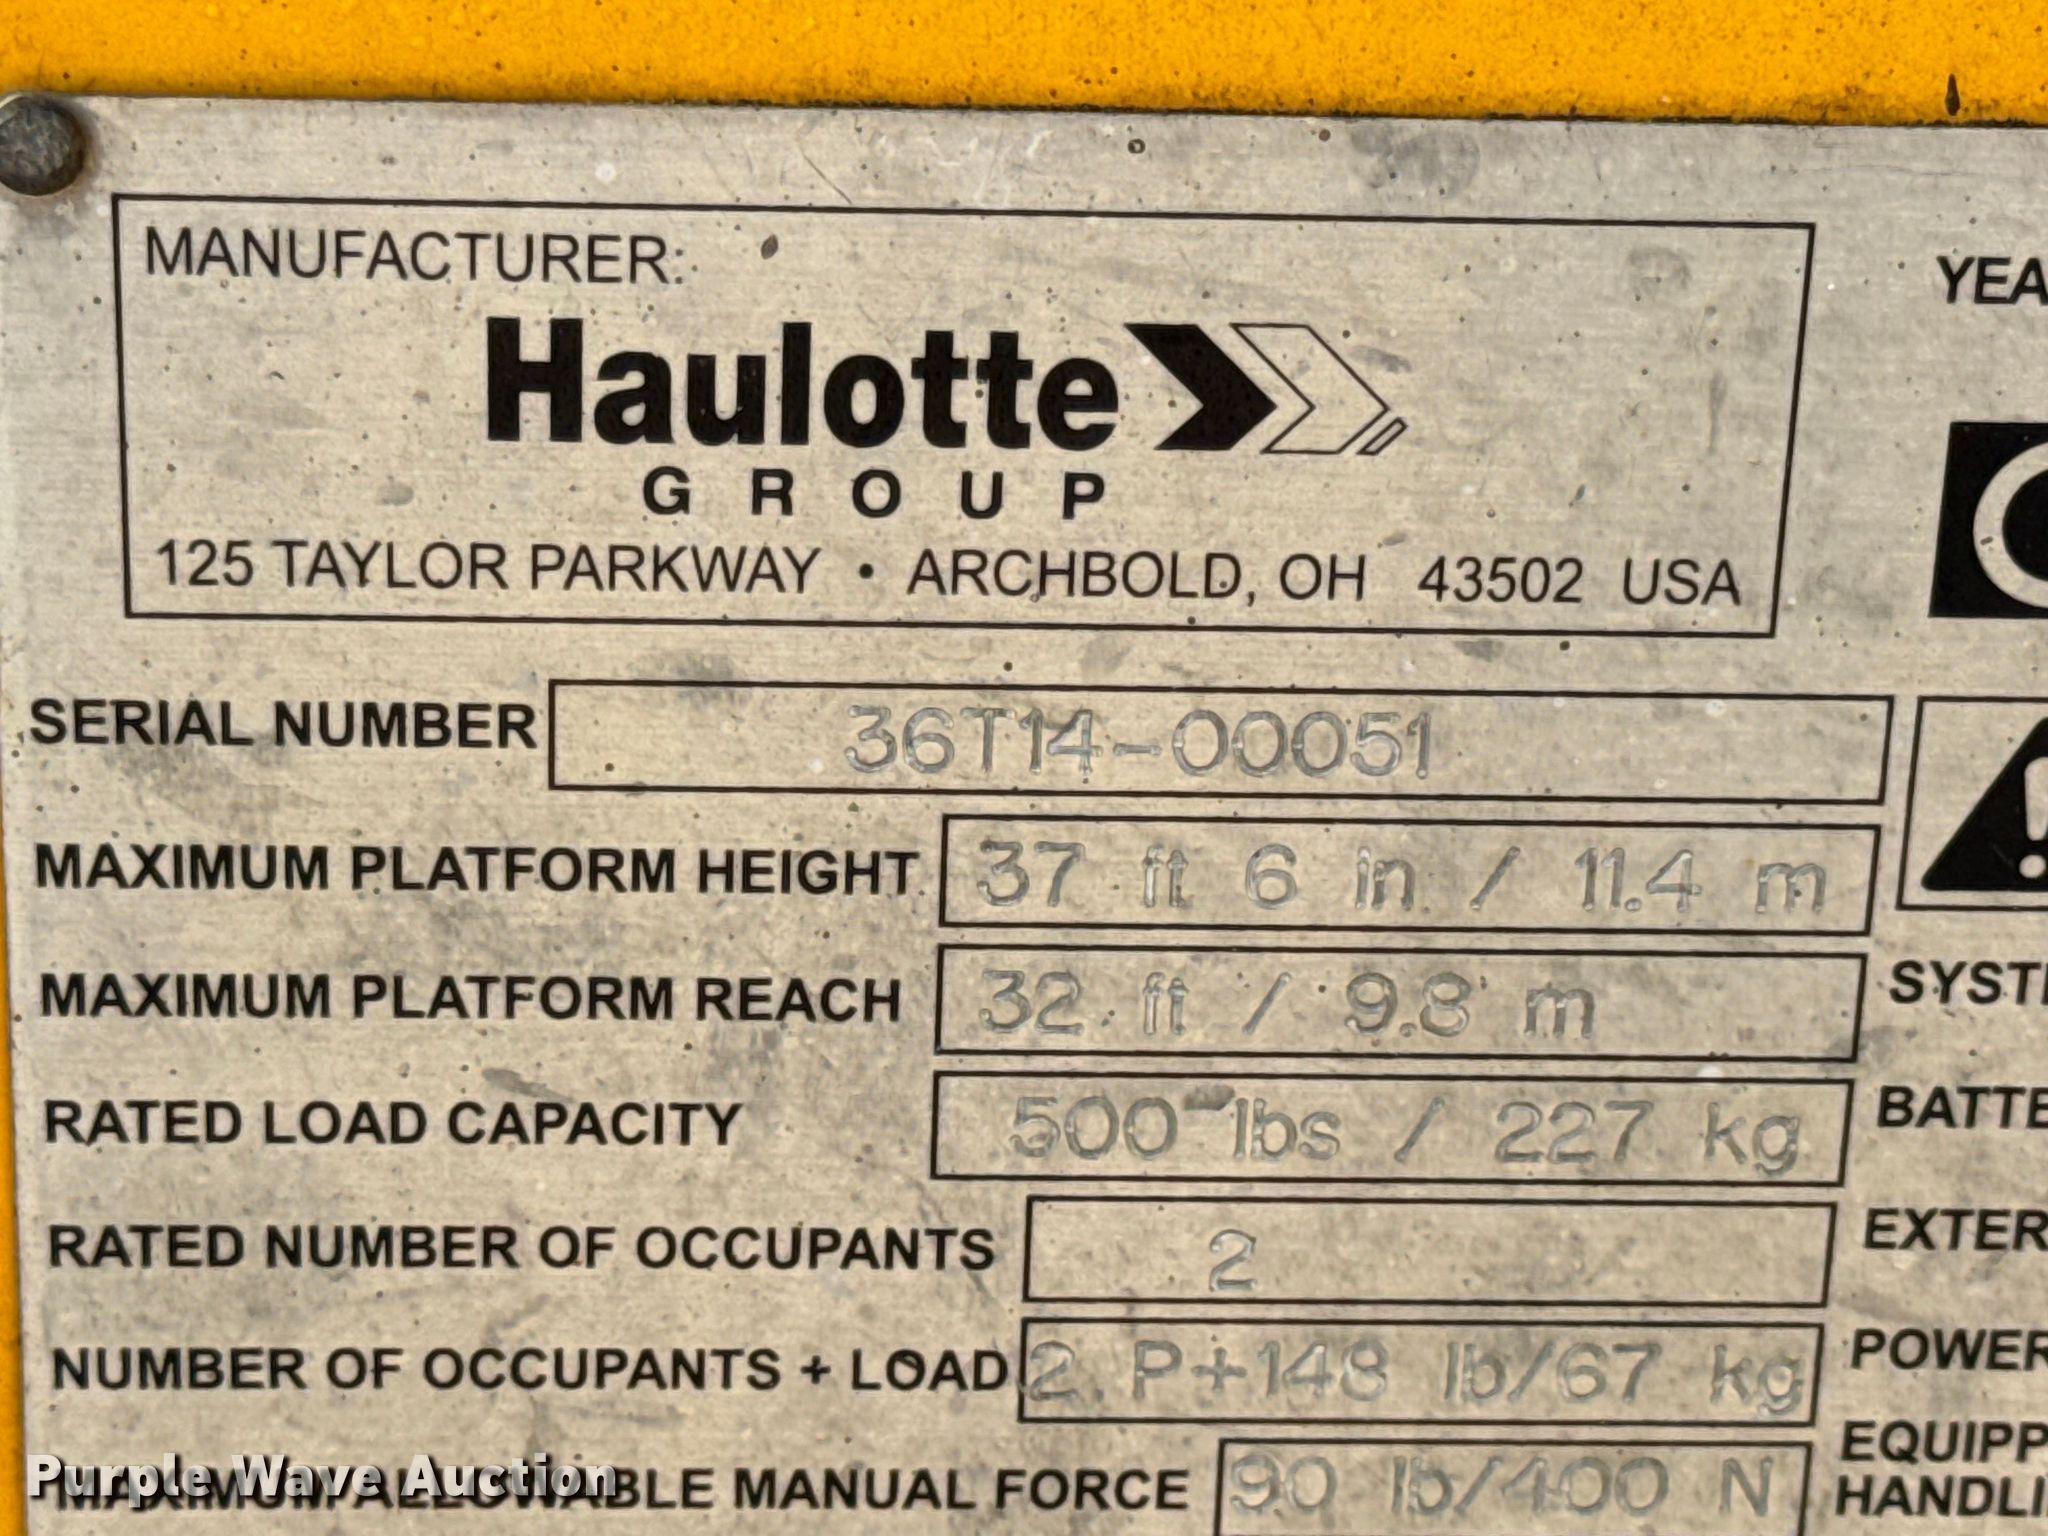 MANUFACTURER:
YEA
Haulotte
GROUP
125 TAYLOR PARKWAY • ARCHBOLD, OH 43502 USA
SERIAL NUMBER 36T14-00051
MAXIMUM PLATFORM HEIGHT 37 ft 6 in / 11.4 m
MAXIMUM PLATFORM REACH 32 ft / 9.8 m
SYSTE
RATED LOAD CAPACITY 500 lbs / 227 kg
BATTE
RATED NUMBER OF OCCUPANTS 2
EXTER
NUMBER OF OCCUPANTS + LOAD 2 P+148 lb/67 kg
POWER
MAXIMUM ALLOWABLE MANUAL FORCE 90 lb/400 N
EQUIPP
HANDLI
Purple Wave Auction